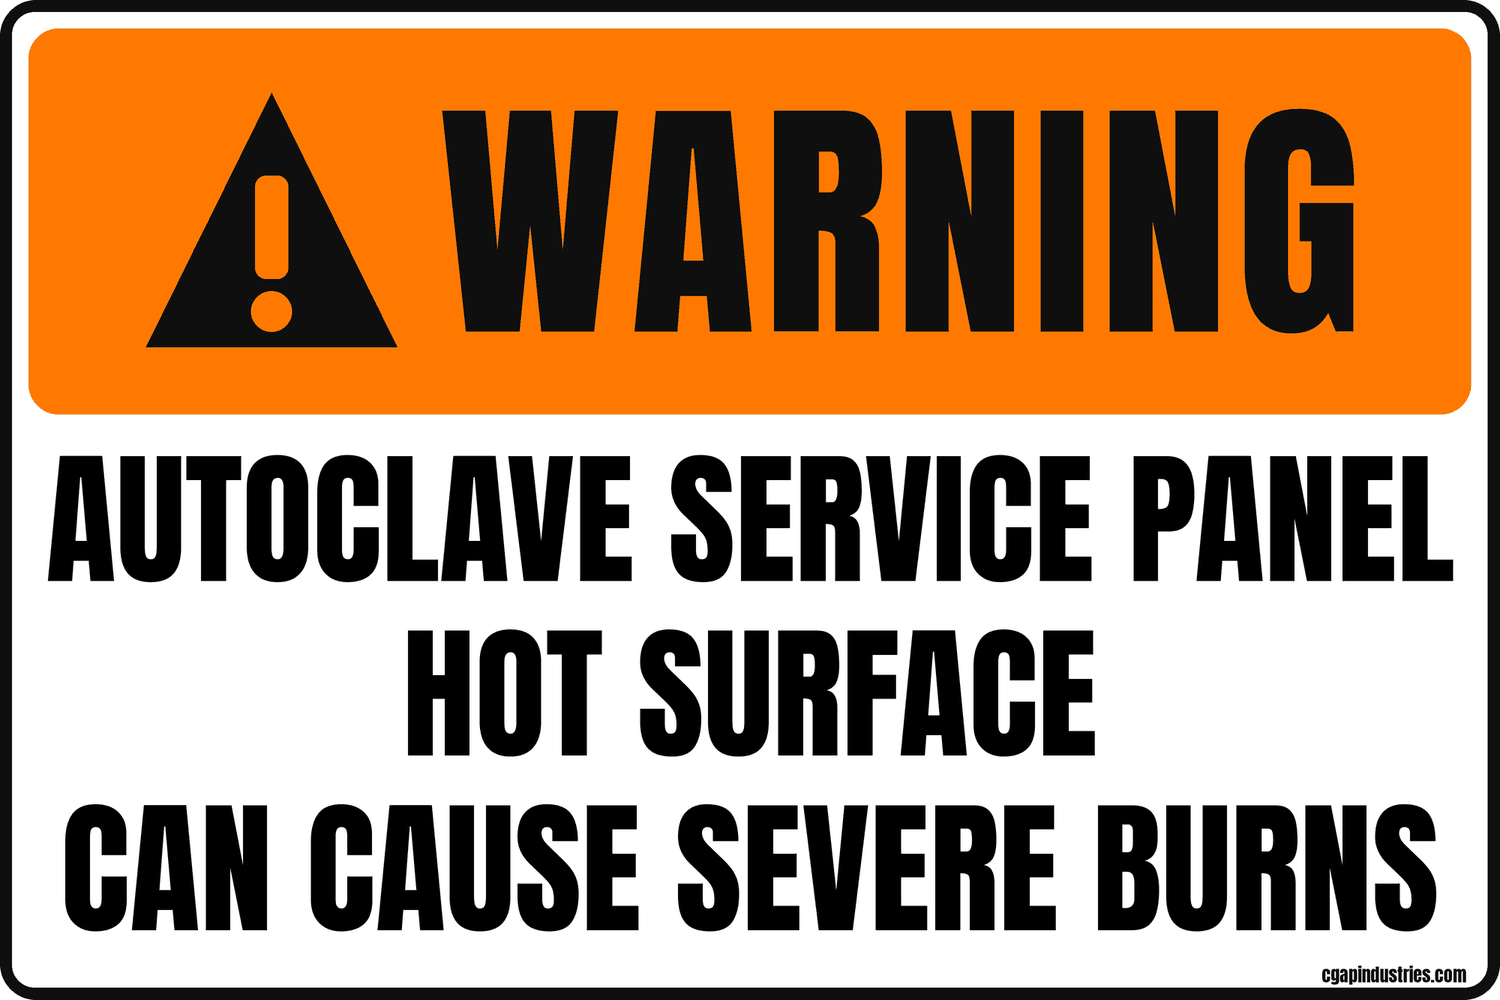 WARNING
AUTOCLAVE SERVICE PANEL
HOT SURFACE
CAN CAUSE SEVERE BURNS
cgapindustries.com